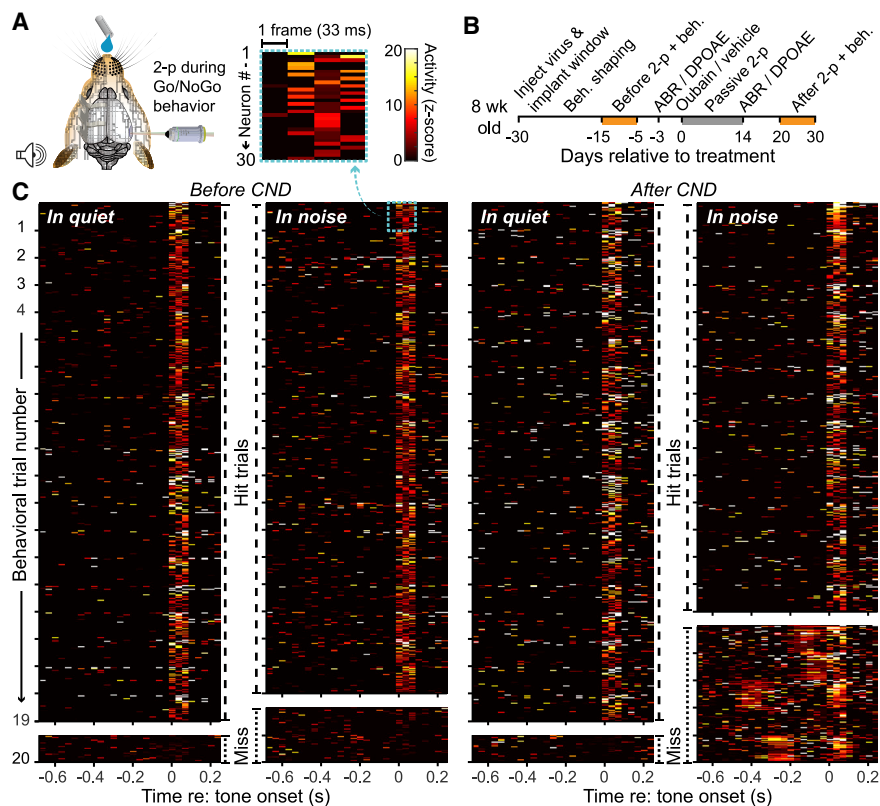 A
2-p during
Go/NoGo
behavior
1 frame (33 ms)
1
Neuron #
30
20
10
0
Activity (z-score)
B
8 wk
old
Inject virus &
implant window
Beh. shaping
Before 2-p + beh.
ABR / DPOAE
Oubain / vehicle
Passive 2-p
ABR / DPOAE
After 2-p + beh.
-30 -15 -5 -3 0 14 20 30
Days relative to treatment
C
Before CND
After CND
In quiet
In noise
In quiet
In noise
1
2
3
4
Behavioral trial number
19
20
Hit trials
Miss
Hit trials
Miss
-0.6 -0.4 -0.2 0 0.2
-0.6 -0.4 -0.2 0 0.2
-0.6 -0.4 -0.2 0 0.2
-0.6 -0.4 -0.2 0 0.2
Time re: tone onset (s)
Time re: tone onset (s)